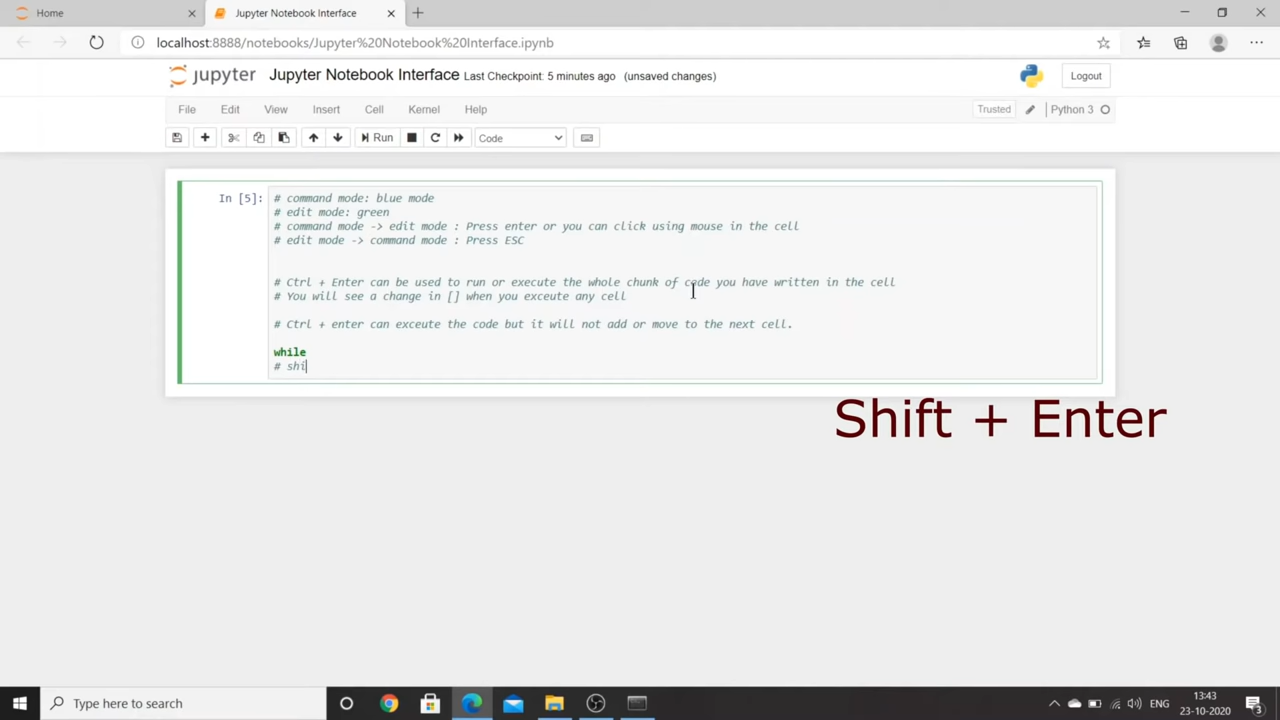 Home
Jupyter Notebook Interface
localhost:8888/notebooks/Jupyter%20Notebook%20Interface.ipynb
jupyter Jupyter Notebook Interface Last Checkpoint: 5 minutes ago (unsaved changes) Logout
File Edit View Insert Cell Kernel Help Trusted Python 3
Run Code
In [5]: # command mode: blue mode
# edit mode: green
# command mode -> edit mode : Press enter or you can click using mouse in the cell
# edit mode -> command mode : Press ESC
# Ctrl + Enter can be used to run or execute the whole chunk of code you have written in the cell
# You will see a change in [] when you exceute any cell
# Ctrl + enter can exceute the code but it will not add or move to the next cell.
while
# shi
Shift + Enter
Type here to search
ENG
13:43
23-10-2020
3